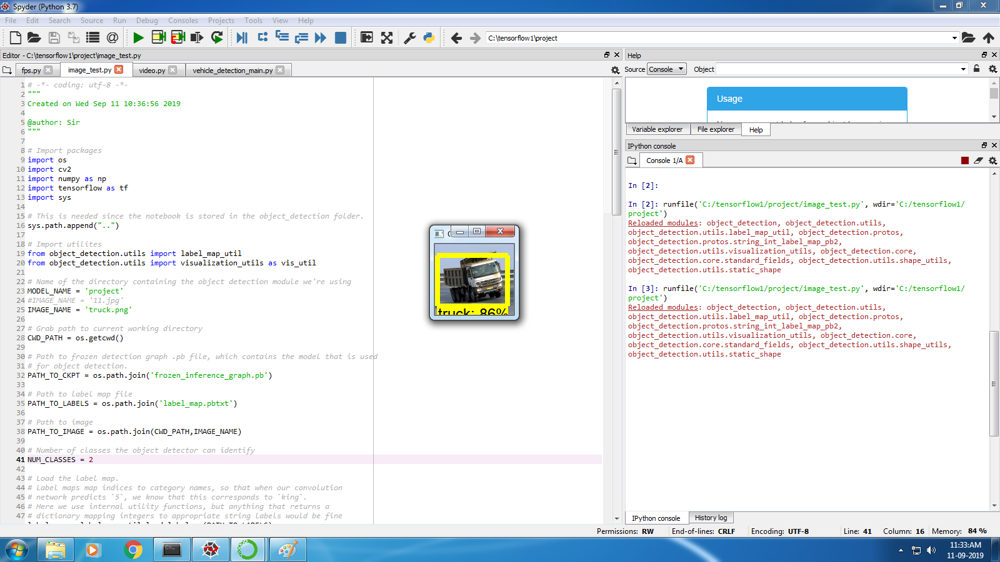 Spyder (Python 3.7)
File Edit Search Source Run Debug Consoles Projects Tools View Help
C:\tensorflow1\project
Editor - C:\tensorflow1\project\image_test.py
fps.py image_test.py video.py vehicle_detection_main.py
1 # -*- coding: utf-8 -*-
2 """
3 Created on Wed Sep 11 10:36:56 2019
4
5 @author: Sir
6 """
7
8 # Import packages
9 import os
10 import cv2
11 import numpy as np
12 import tensorflow as tf
13 import sys
14
15 # This is needed since the notebook is stored in the object_detection folder.
16 sys.path.append("..")
17
18 # Import utilites
19 from object_detection.utils import label_map_util
20 from object_detection.utils import visualization_utils as vis_util
21
22 # Name of the directory containing the object detection module we're using
23 MODEL_NAME = 'project'
24 #IMAGE_NAME = '11.jpg'
25 IMAGE_NAME = 'truck.png'
26
27 # Grab path to current working directory
28 CWD_PATH = os.getcwd()
29
30 # Path to frozen detection graph .pb file, which contains the model that is used
31 # for object detection.
32 PATH_TO_CKPT = os.path.join('frozen_inference_graph.pb')
33
34 # Path to label map file
35 PATH_TO_LABELS = os.path.join('label_map.pbtxt')
36
37 # Path to image
38 PATH_TO_IMAGE = os.path.join(CWD_PATH,IMAGE_NAME)
39
40 # Number of classes the object detector can identify
41 NUM_CLASSES = 2
42
43 # Load the label map.
44 # Label maps map indices to category names, so that when our convolution
45 # network predicts `5`, we know that this corresponds to `king`.
46 # Here we use internal utility functions, but anything that returns a
47 # dictionary mapping integers to appropriate string labels would be fine
truck: 86%
Help
Source Console Object
Usage
Variable explorer File explorer Help
IPython console
Console 1/A
In [2]:
In [2]: runfile('C:/tensorflow1/project/image_test.py', wdir='C:/tensorflow1/
project')
Reloaded modules: object_detection, object_detection.utils,
object_detection.utils.label_map_util, object_detection.protos,
object_detection.protos.string_int_label_map_pb2,
object_detection.utils.visualization_utils, object_detection.core,
object_detection.core.standard_fields, object_detection.utils.shape_utils,
object_detection.utils.static_shape
In [3]: runfile('C:/tensorflow1/project/image_test.py', wdir='C:/tensorflow1/
project')
Reloaded modules: object_detection, object_detection.utils,
object_detection.utils.label_map_util, object_detection.protos,
object_detection.protos.string_int_label_map_pb2,
object_detection.utils.visualization_utils, object_detection.core,
object_detection.core.standard_fields, object_detection.utils.shape_utils,
object_detection.utils.static_shape
IPython console History log
Permissions: RW End-of-lines: CRLF Encoding: UTF-8 Line: 41 Column: 16 Memory: 84 %
11:33:AM
11-09-2019